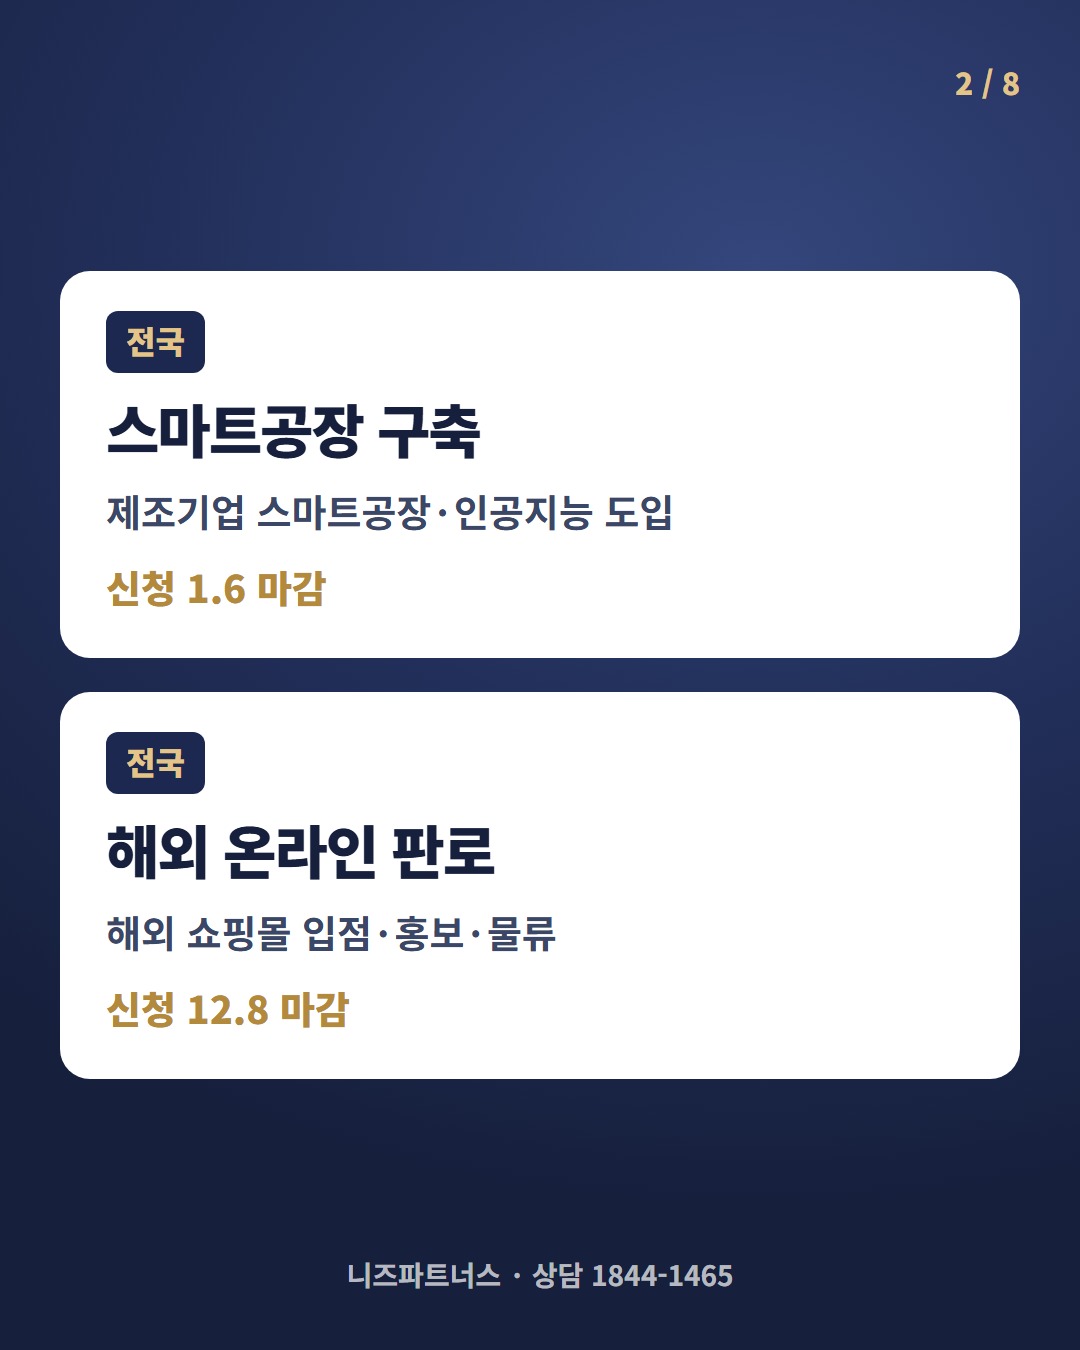 2 / 8
전국
스마트공장 구축
제조기업 스마트공장·인공지능 도입
신청 1.6 마감
전국
해외 온라인 판로
해외 쇼핑몰 입점·홍보·물류
신청 12.8 마감
니즈파트너스 · 상담 1844-1465